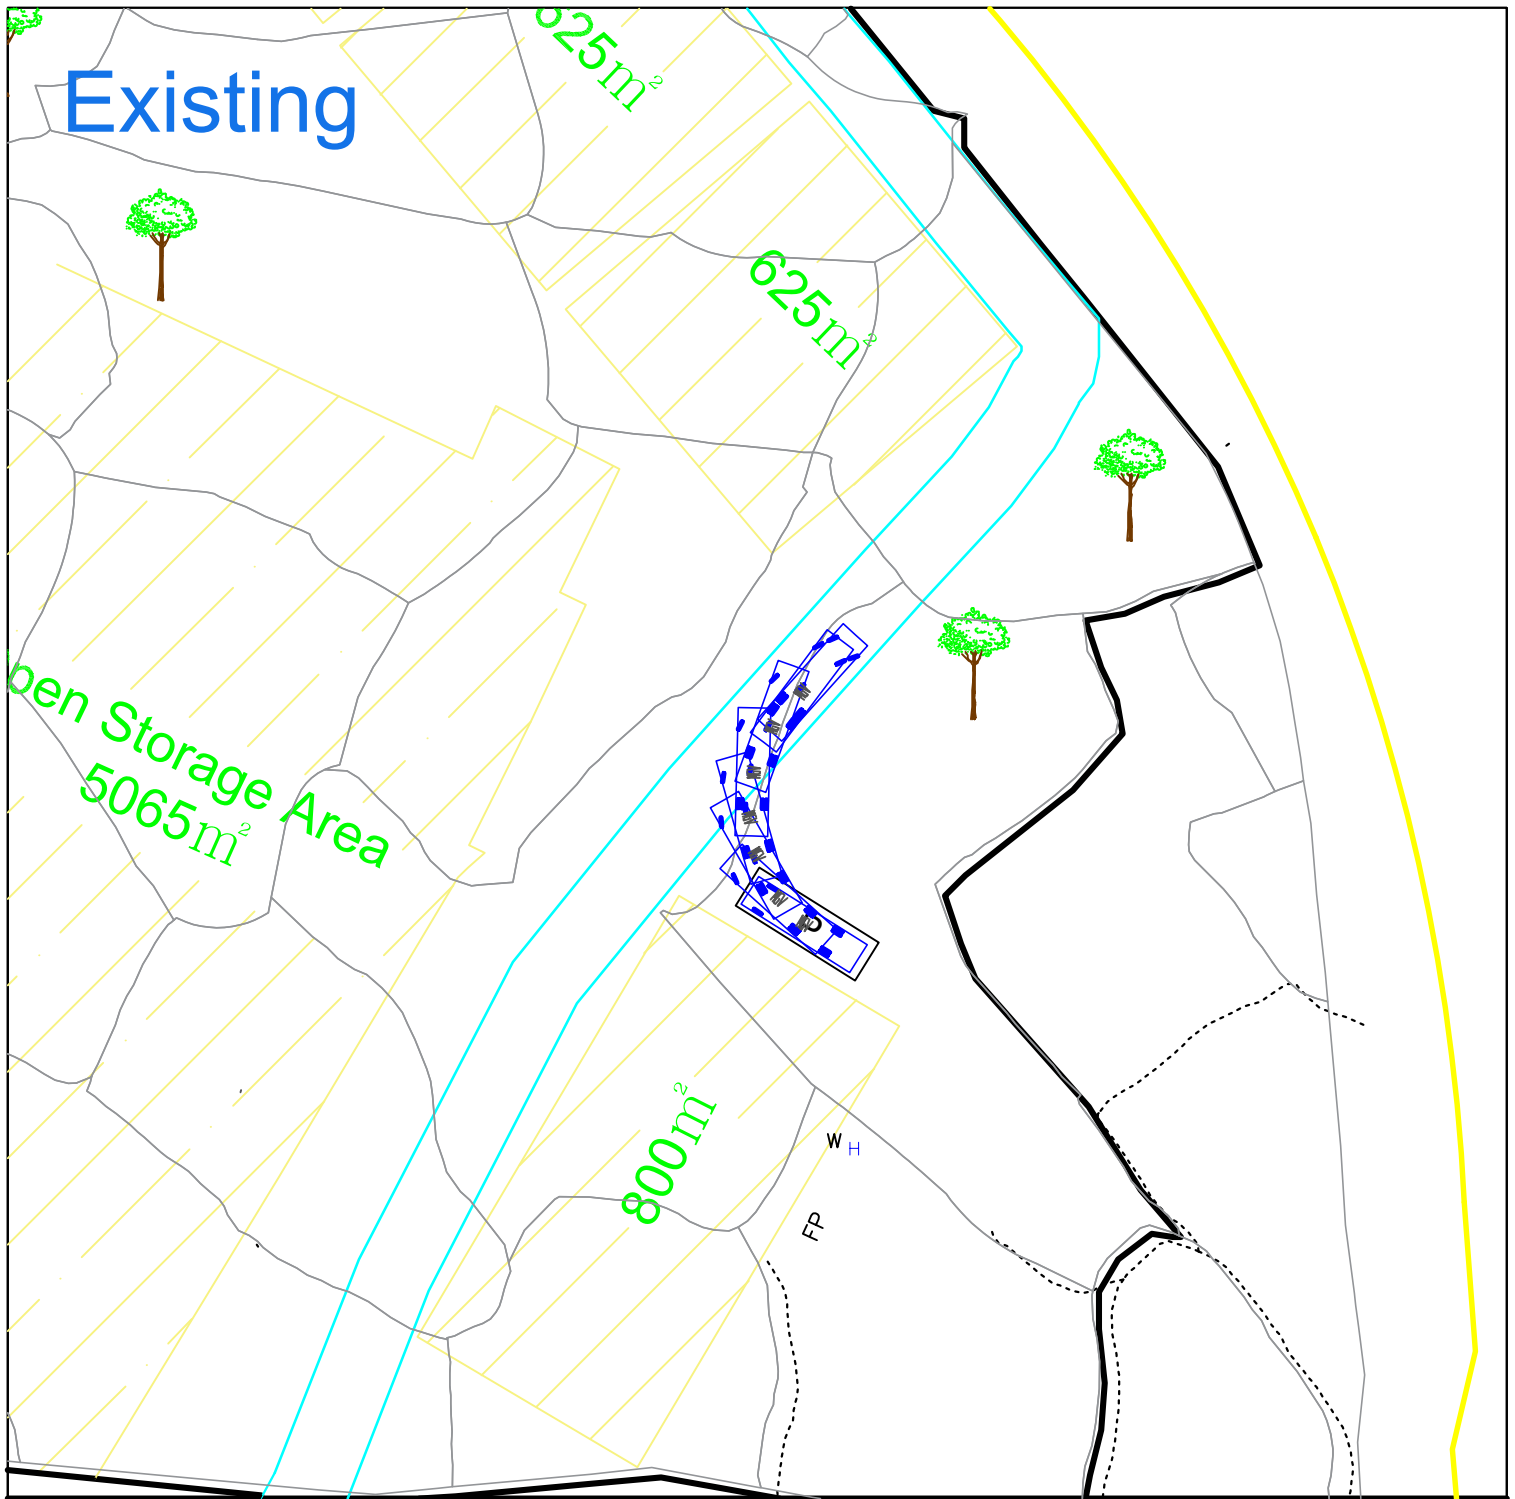 625m²
Existing
625m²
pen Storage Area
5065m²
800m²
W H
FP